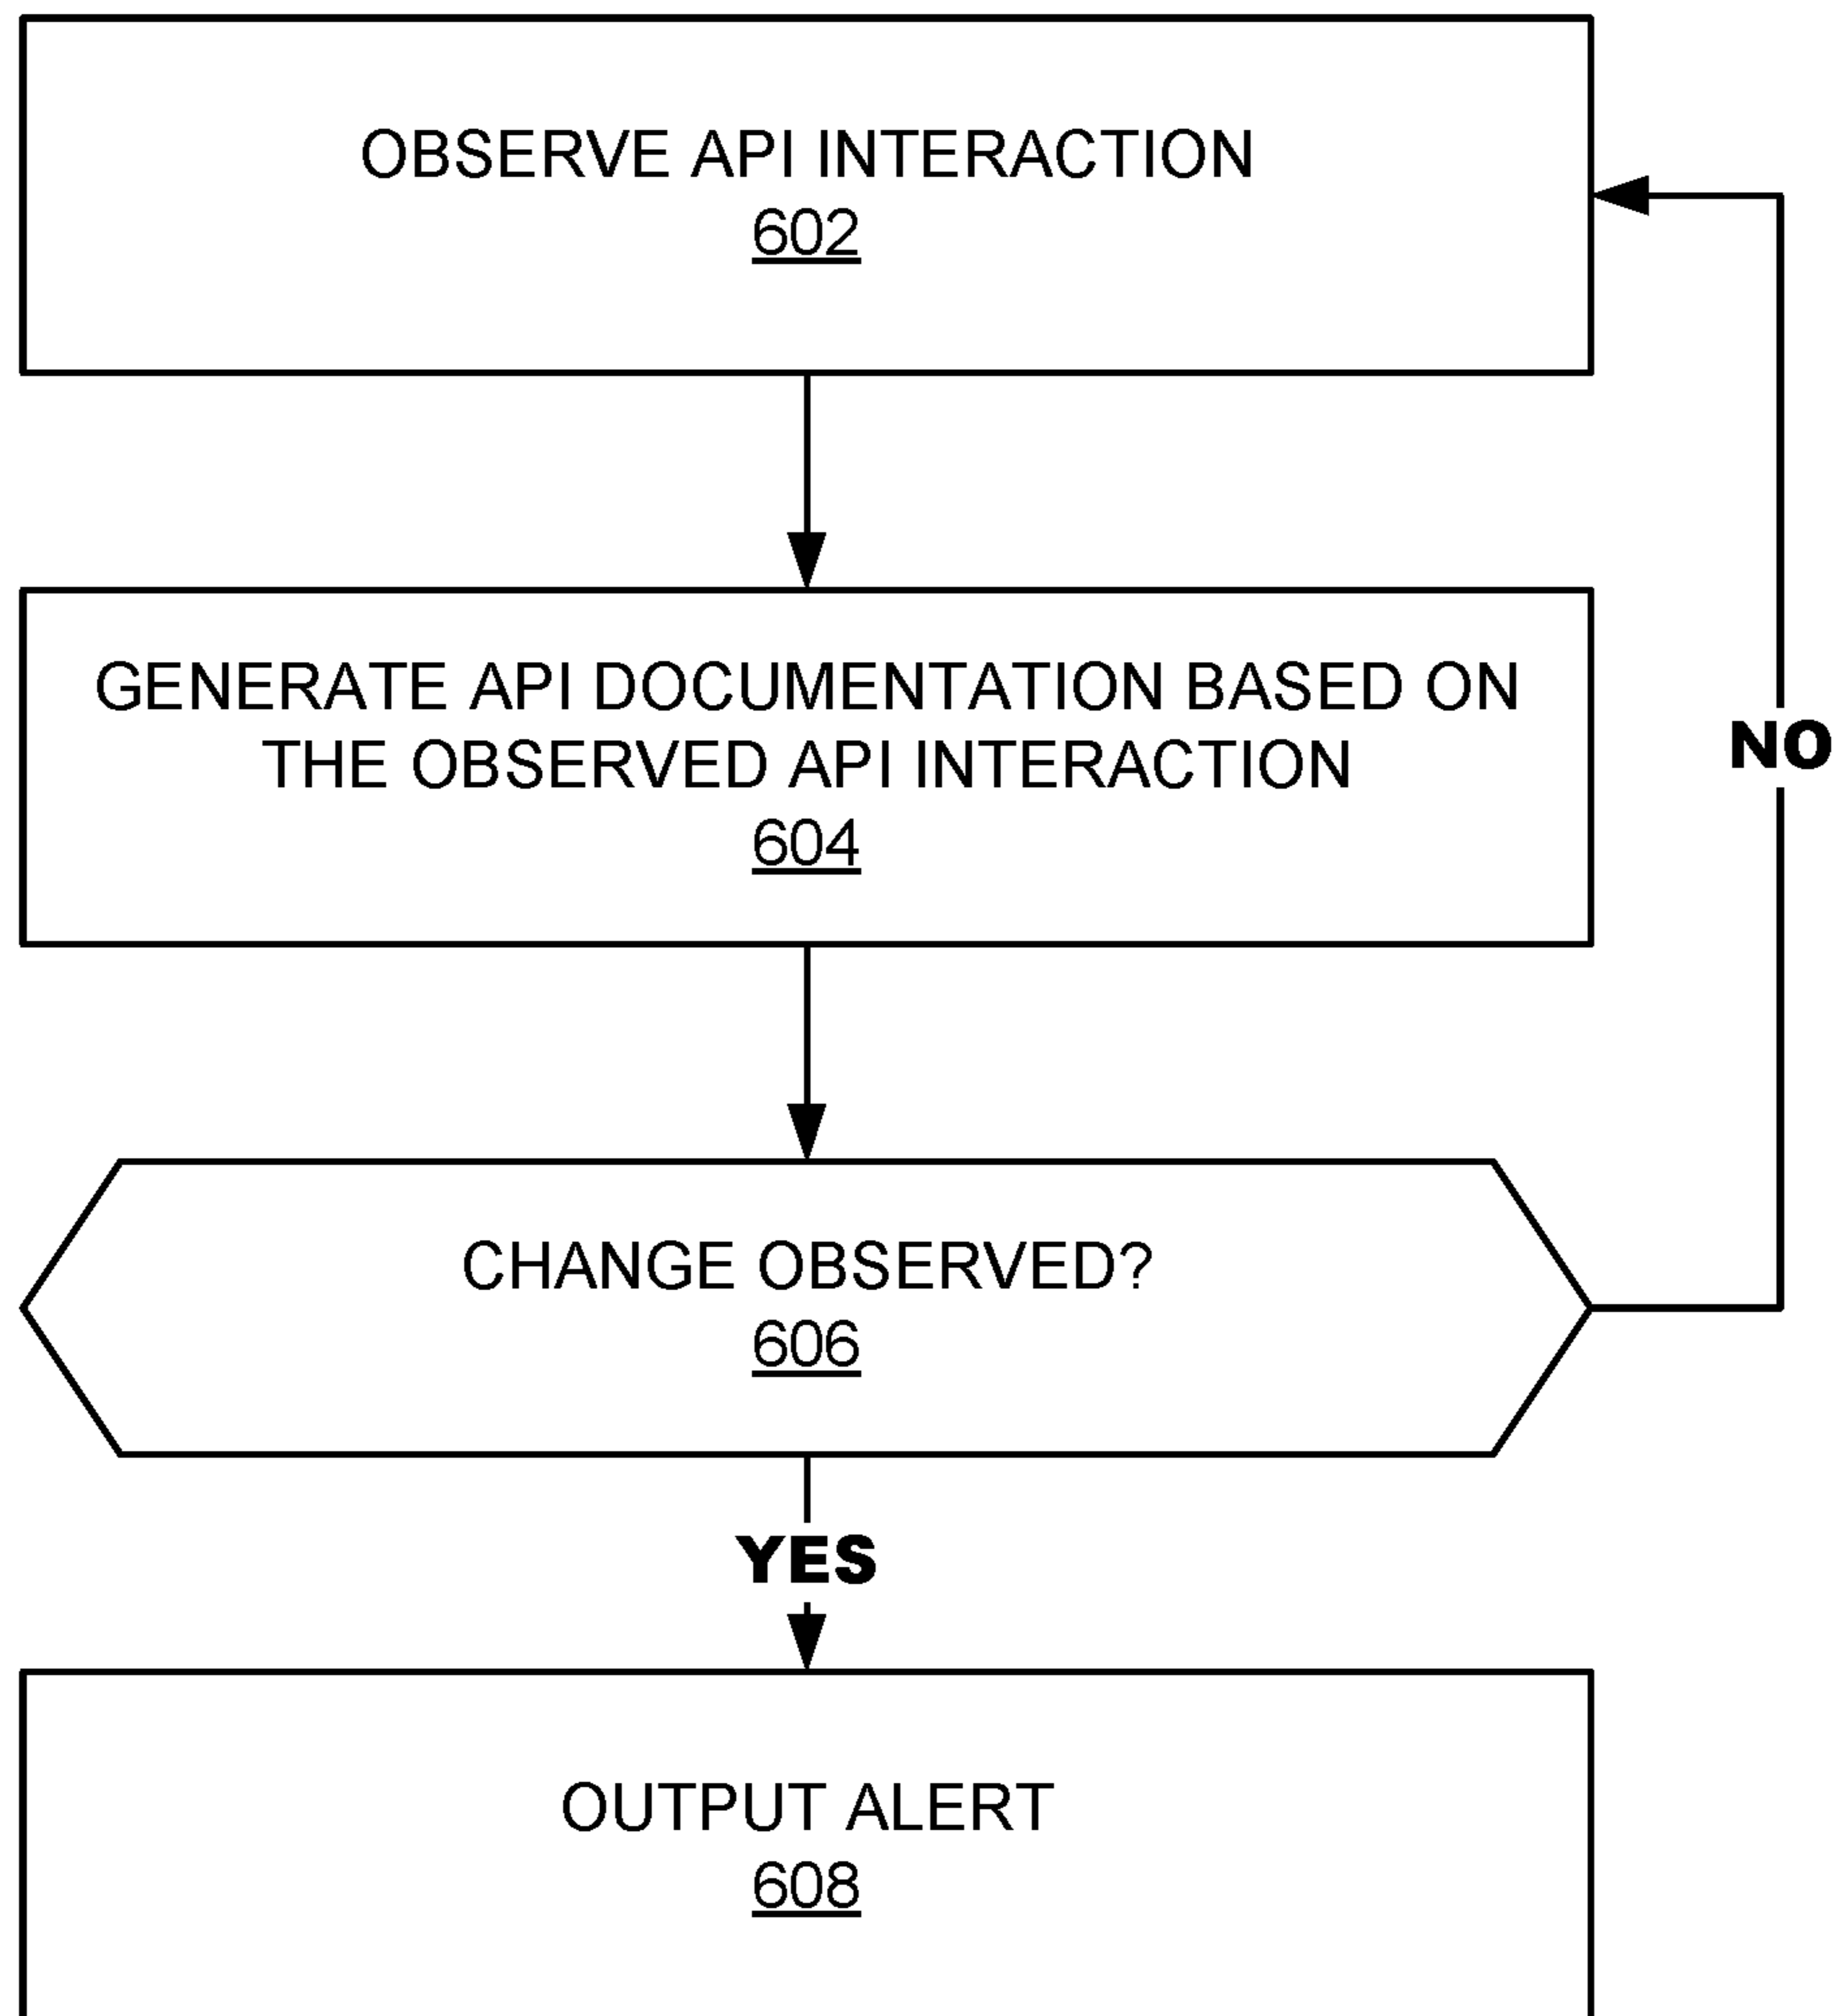 OBSERVE API INTERACTION
602
GENERATE API DOCUMENTATION BASED ON
THE OBSERVED API INTERACTION
604
NO
CHANGE OBSERVED?
606
YES
OUTPUT ALERT
608